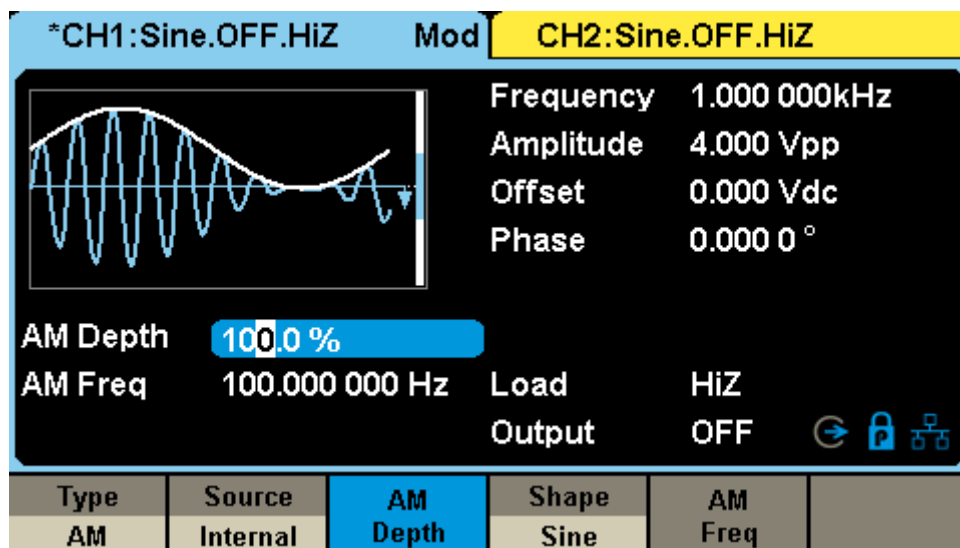 *CH1:Sine.OFF.HiZ Mod CH2:Sine.OFF.HiZ
Frequency 1.000 000kHz
Amplitude 4.000 Vpp
Offset 0.000 Vdc
Phase 0.000 0 °
AM Depth 100.0 %
AM Freq 100.000 000 Hz Load HiZ
Output OFF
Type Source AM Depth Shape AM Freq
AM Internal Sine